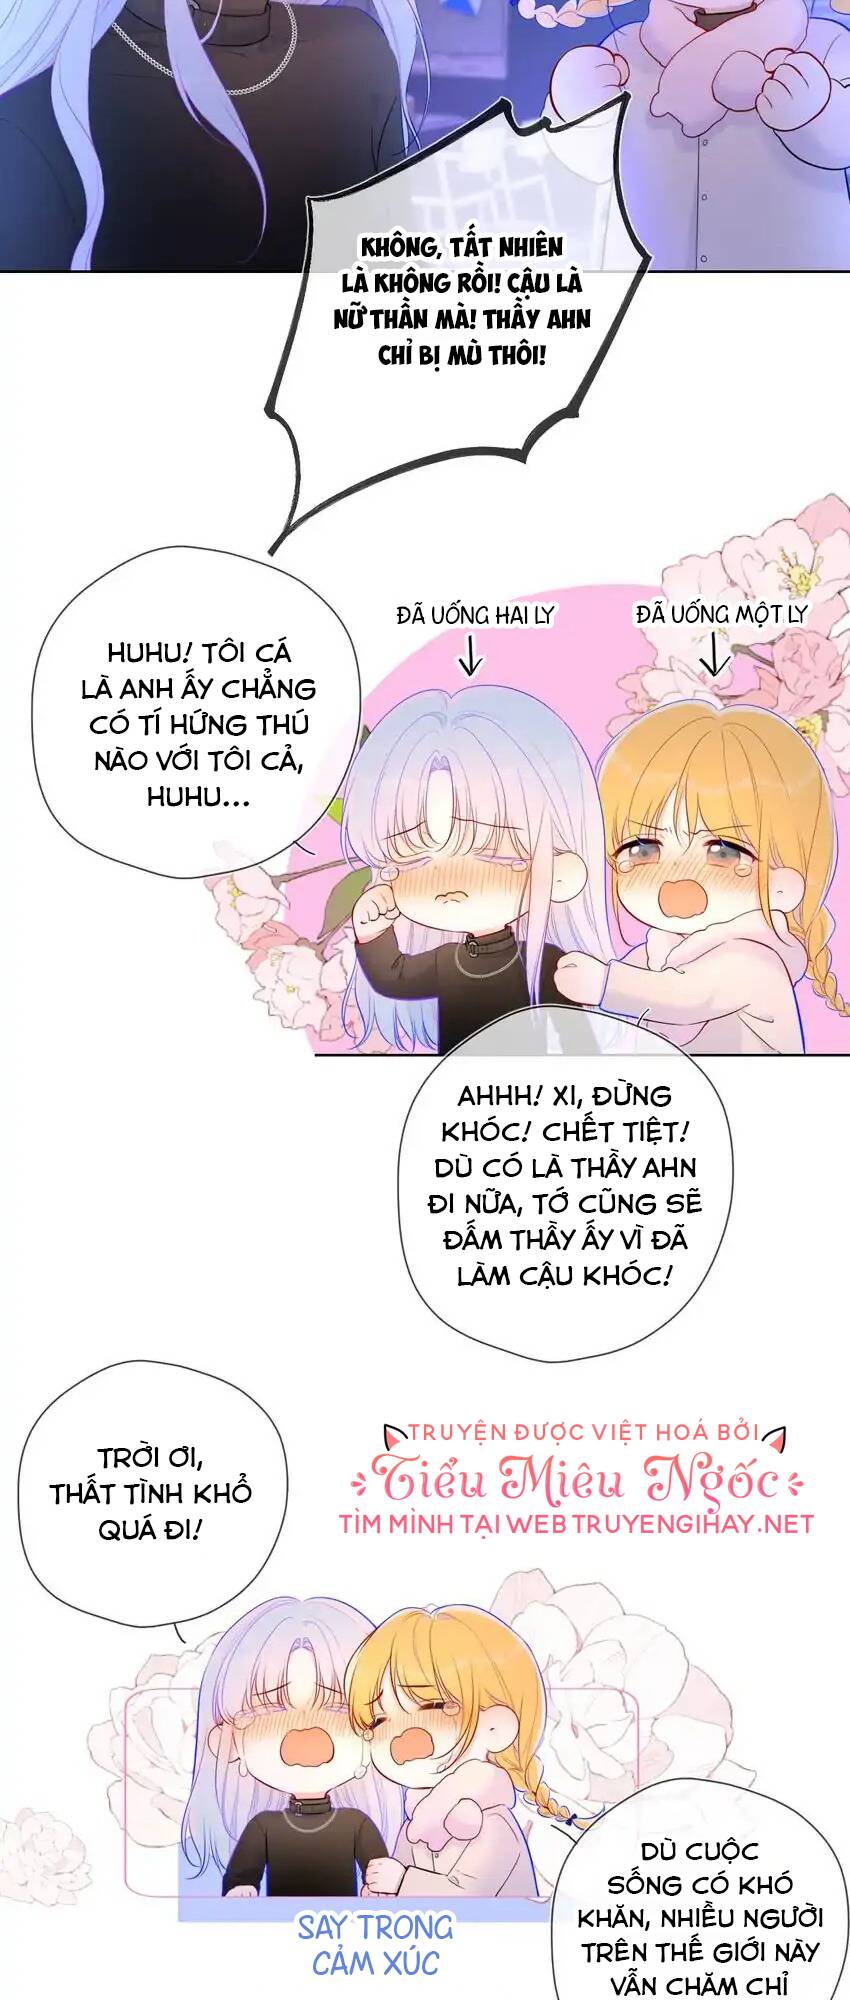 KHÔNG, TẤT NHIÊN
LÀ KHÔNG RỒI! CẬU LÀ
NỮ THẦN MÀ! THẦY AHN
CHỈ BỊ MÙ THÔI!
ĐÃ UỐNG HAI LY
ĐÃ UỐNG MỘT LY
HUHU! TÔI CÁ
LÀ ANH ẤY CHẲNG
CÓ TÍ HỨNG THÚ
NÀO VỚI TÔI CẢ,
HUHU...
AHHH! XI, ĐỪNG
KHÓC! CHẾT TIỆT!
DÙ CÓ LÀ THẦY AHN
ĐI NỮA, TỚ CŨNG SẼ
ĐẤM THẦY ẤY VÌ ĐÃ
LÀM CẬU KHÓC!
TRUYỆN ĐƯỢC VIỆT HOÁ BỞI
Tiểu Miêu Ngốc
TÌM MÌNH TẠI WEB TRUYENGIHAY.NET
TRỜI ƠI,
THẤT TÌNH KHỔ
QUÁ ĐI!
SAY TRONG
CẢM XÚC
DÙ CUỘC
SỐNG CÓ KHÓ
KHĂN, NHIỀU NGƯỜI
TRÊN THẾ GIỚI NÀY
VẪN CHĂM CHỈ